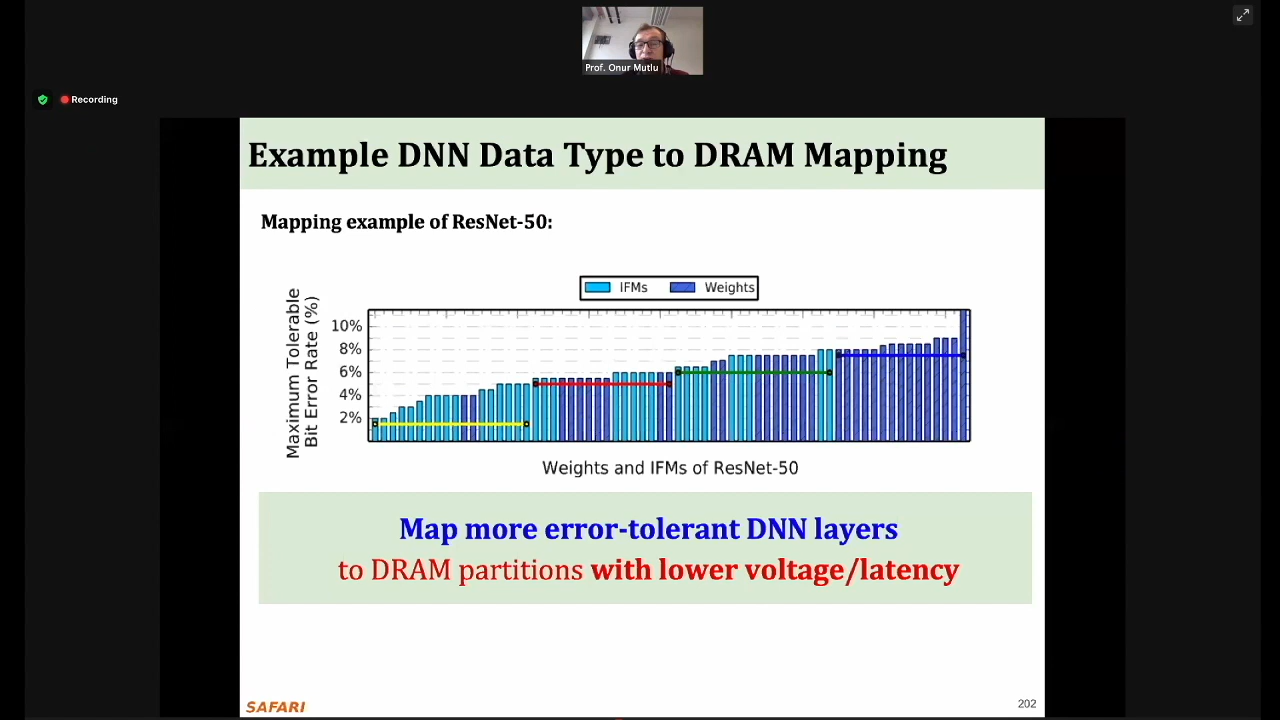 Prof. Onur Mutlu
Recording
Example DNN Data Type to DRAM Mapping
Mapping example of ResNet-50:
IFMs
Weights
Maximum Tolerable
Bit Error Rate (%)
10%
8%
6%
4%
2%
Weights and IFMs of ResNet-50
Map more error-tolerant DNN layers
to DRAM partitions with lower voltage/latency
SAFARI
202